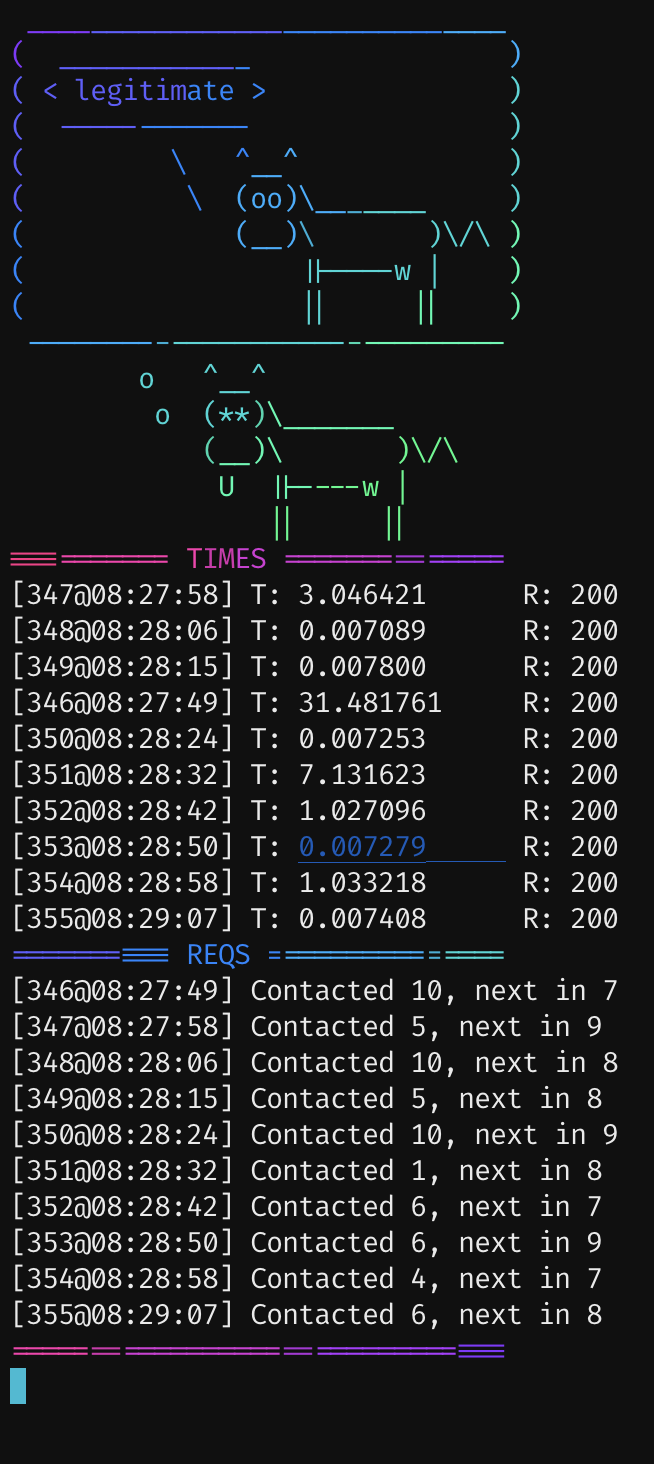 < legitimate >
^__^
(oo)\_______
(__)\ )\/\
||----w |
|| ||
o ^__^
o (**)\_______
(__)\ )\/\
U ||----w |
|| ||
TIMES
[347@08:27:58] T: 3.046421 R: 200
[348@08:28:06] T: 0.007089 R: 200
[349@08:28:15] T: 0.007800 R: 200
[346@08:27:49] T: 31.481761 R: 200
[350@08:28:24] T: 0.007253 R: 200
[351@08:28:32] T: 7.131623 R: 200
[352@08:28:42] T: 1.027096 R: 200
[353@08:28:50] T: 0.007279 R: 200
[354@08:28:58] T: 1.033218 R: 200
[355@08:29:07] T: 0.007408 R: 200
REQS
[346@08:27:49] Contacted 10, next in 7
[347@08:27:58] Contacted 5, next in 9
[348@08:28:06] Contacted 10, next in 8
[349@08:28:15] Contacted 5, next in 8
[350@08:28:24] Contacted 10, next in 9
[351@08:28:32] Contacted 1, next in 8
[352@08:28:42] Contacted 6, next in 7
[353@08:28:50] Contacted 6, next in 9
[354@08:28:58] Contacted 4, next in 7
[355@08:29:07] Contacted 6, next in 8